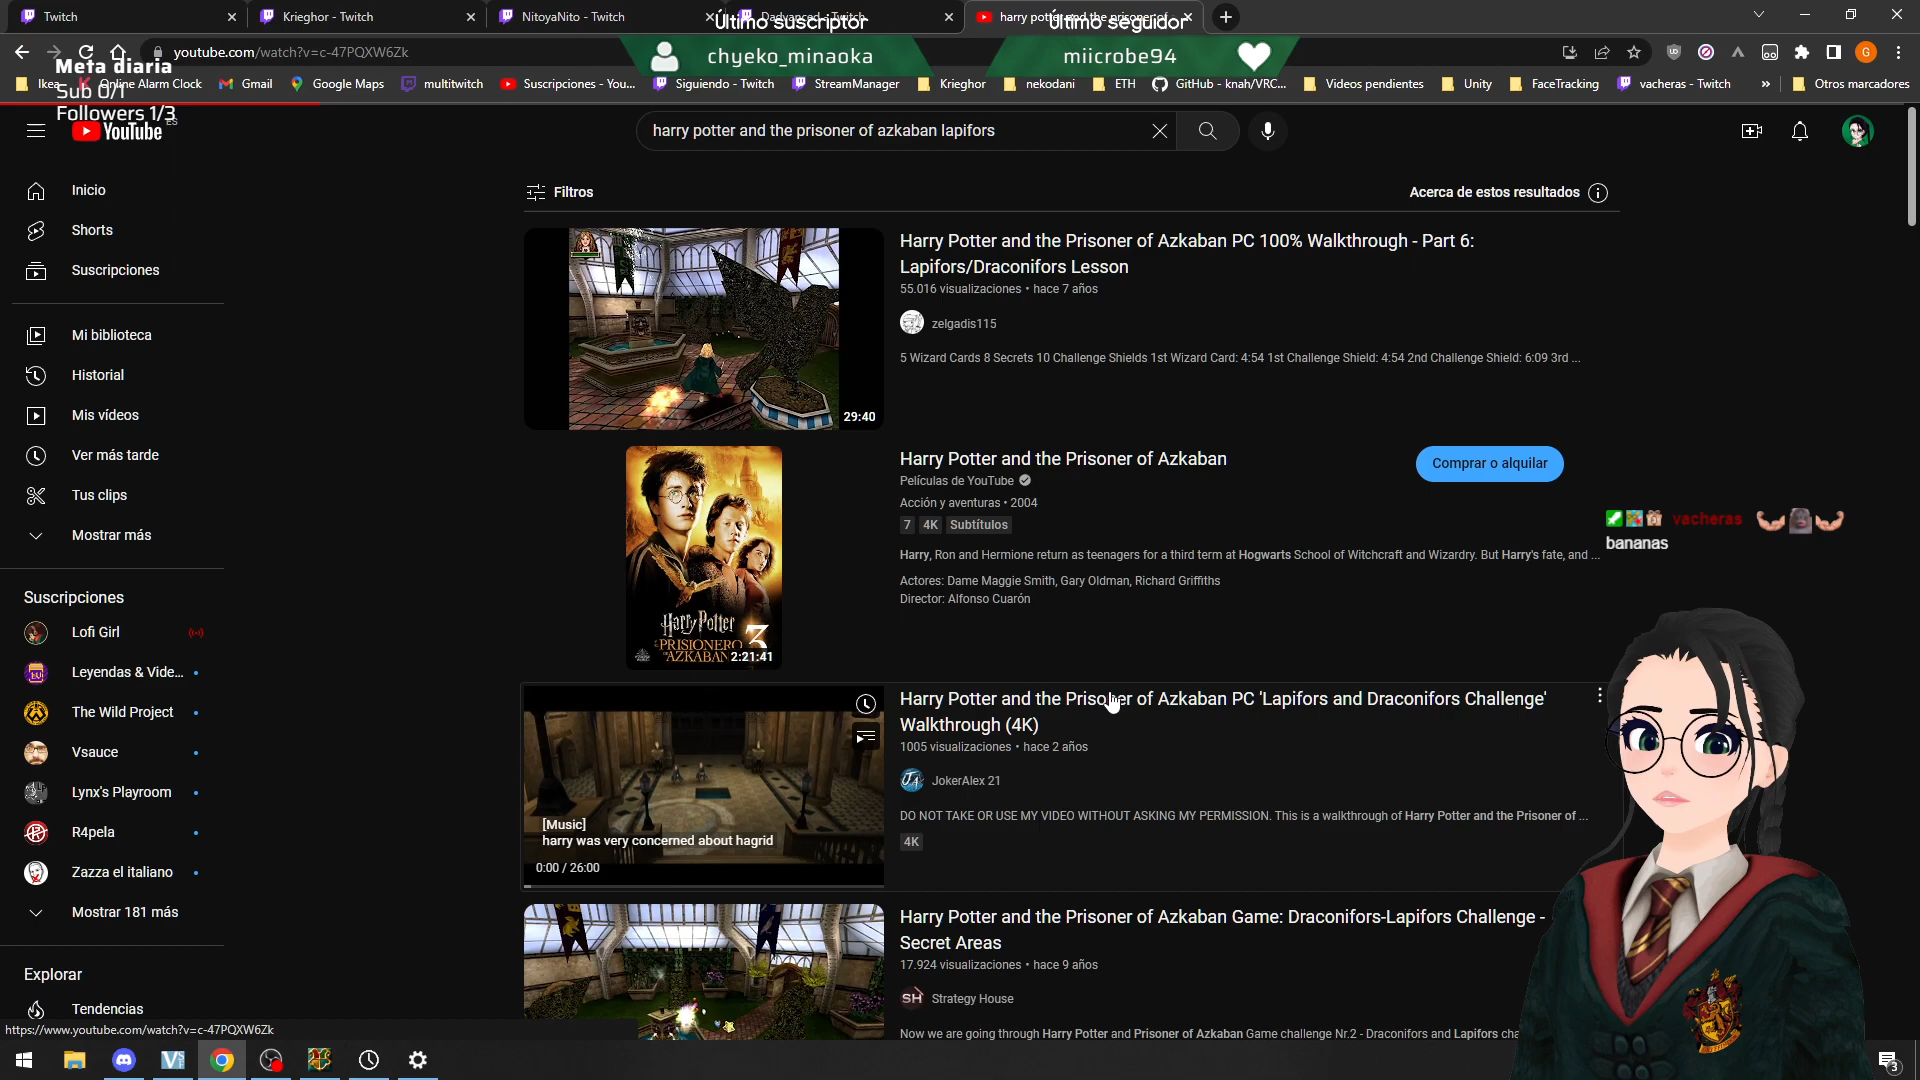 Twitch
Krieghor - Twitch
NitoyaNito - Twitch
harry potter and the prisoner of
Último suscriptor
Último seguidor
youtube.com/watch?v=c-47PQXW6Zk
chyeko_minaoka
miicrobe94
Meta diaria
Sub 0/1
Followers 1/3
Ikea
Online Alarm Clock
Gmail
Google Maps
multitwitch
Suscripciones - You...
Siguiendo - Twitch
StreamManager
Krieghor
nekodani
ETH
GitHub - knah/VRC...
Videos pendientes
Unity
FaceTracking
vacheras - Twitch
»
Otros marcadores
YouTube ES
harry potter and the prisoner of azkaban lapifors
G
Inicio
Shorts
Suscripciones
Mi biblioteca
Historial
Mis vídeos
Ver más tarde
Tus clips
Mostrar más
Suscripciones
Lofi Girl
Leyendas & Vide...
The Wild Project
Vsauce
Lynx's Playroom
R4pela
Zazza el italiano
Mostrar 181 más
Explorar
Tendencias
https://www.youtube.com/watch?v=c-47PQXW6Zk
Filtros
Acerca de estos resultados
29:40
Harry Potter and the Prisoner of Azkaban PC 100% Walkthrough - Part 6:
Lapifors/Draconifors Lesson
55.016 visualizaciones • hace 7 años
zelgadis115
5 Wizard Cards 8 Secrets 10 Challenge Shields 1st Wizard Card: 4:54 1st Challenge Shield: 4:54 2nd Challenge Shield: 6:09 3rd ...
Harry Potter
PRISIONERO
AZKABAN
3
2:21:41
Harry Potter and the Prisoner of Azkaban
Películas de YouTube
Acción y aventuras • 2004
7 4K Subtítulos
Harry, Ron and Hermione return as teenagers for a third term at Hogwarts School of Witchcraft and Wizardry. But Harry's fate, and ...
Actores: Dame Maggie Smith, Gary Oldman, Richard Griffiths
Director: Alfonso Cuarón
Comprar o alquilar
vacheras
bananas
[Music]
harry was very concerned about hagrid
0:00 / 26:00
Harry Potter and the Prisoner of Azkaban PC 'Lapifors and Draconifors Challenge'
Walkthrough (4K)
1005 visualizaciones • hace 2 años
JokerAlex 21
DO NOT TAKE OR USE MY VIDEO WITHOUT ASKING MY PERMISSION. This is a walkthrough of Harry Potter and the Prisoner of ...
4K
Harry Potter and the Prisoner of Azkaban Game: Draconifors-Lapifors Challenge -
Secret Areas
17.924 visualizaciones • hace 9 años
SH
Strategy House
Now we are going through Harry Potter and Prisoner of Azkaban Game challenge Nr.2 - Draconifors and Lapifors cha
3